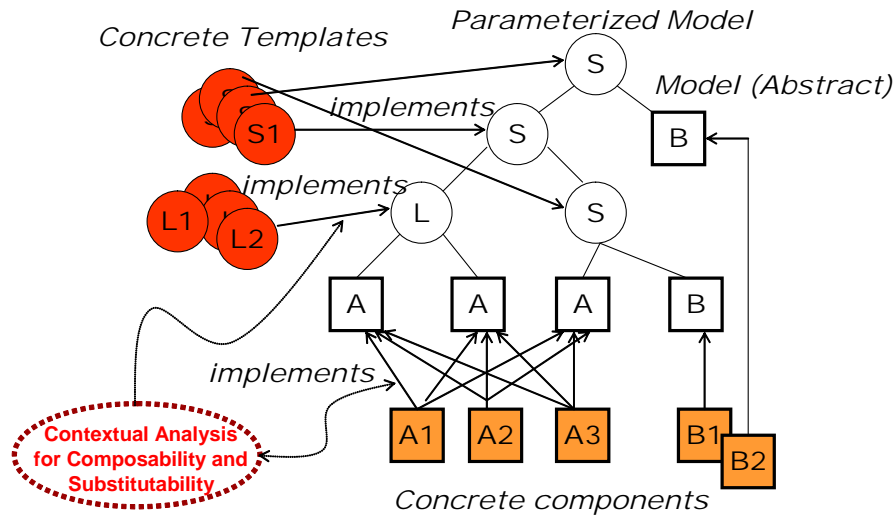 Concrete Templates
Parameterized Model
S
Model (Abstract)
implements
S1
S
B
implements
L1
L2
L
S
A
A
A
B
implements
Contextual Analysis
for Composability and
Substitutability
A1
A2
A3
B1
B2
Concrete components